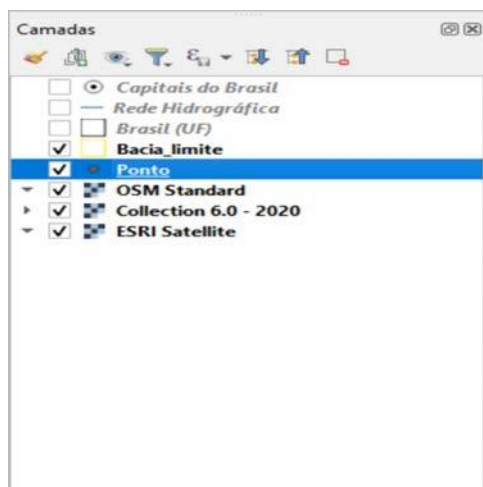 Camadas
Capitais do Brasil
Rede Hidrográfica
Brasil (UF)
Bacia_limite
Ponto
OSM Standard
Collection 6.0 - 2020
ESRI Satellite